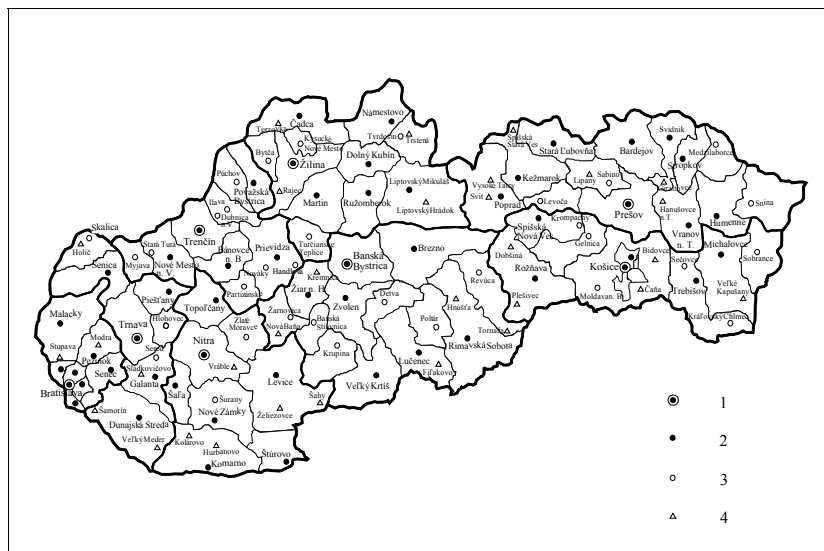 Námestovo
Čadca
Turzovka
Tvrdošín
Trstená
Kysucké
Nové Mesto
Bytča
Žilina
Dolný Kubín
Púchov
Považská
Bystrica
Rajec
Martin
Ružomberok
Liptovský Mikuláš
Liptovský Hrádok
Spišská
Stará Ves
Stará Ľubovňa
Bardejov
Svidník
Stropkov
Medzilaborce
Vysoké Tatry
Kežmarok
Svit
Poprad
Levoča
Lipany
Sabinov
Prešov
Giraltovce
Hanušovce
n.T.
Vranov
n. T.
Humenné
Snina
Michalovce
Sobrance
Ilava
Dubnica
n.V.
Trenčín
Bánovce
n. B.
Prievidza
Handlová
Nováky
Partizánske
Turčianske
Teplice
Kremnica
Banská
Bystrica
Brezno
Žiar n. H.
Zvolen
Detva
Žarnovica
Nová Baňa
Banská
Štiavnica
Krupina
Poltár
Hnúšťa
Revúca
Tornaľa
Rimavská Sobota
Lučenec
Fiľakovo
Veľký Krtíš
Dobšiná
Spišská
Nová Ves
Krompachy
Gelnica
Rožňava
Plešivec
Košice
Bidovce
Sečovce
Moldava n. B.
Čaňa
Trebišov
Veľké
Kapušany
Kráľovský Chlmec
Skalica
Holíč
Senica
Stará Turá
Myjava
Nové Mesto
n. V.
Piešťany
Topoľčany
Malacky
Trnava
Hlohovec
Zlaté
Moravce
Nitra
Vráble
Modra
Stupava
Pezinok
Senec
Sereď
Sládkovičovo
Galanta
Šaľa
Bratislava
Šamorín
Dunajská Streda
Veľký Meder
Šurany
Nové Zámky
Levice
Želiezovce
Šahy
Kolárovo
Hurbanovo
Komarno
Štúrovo
1
2
3
4